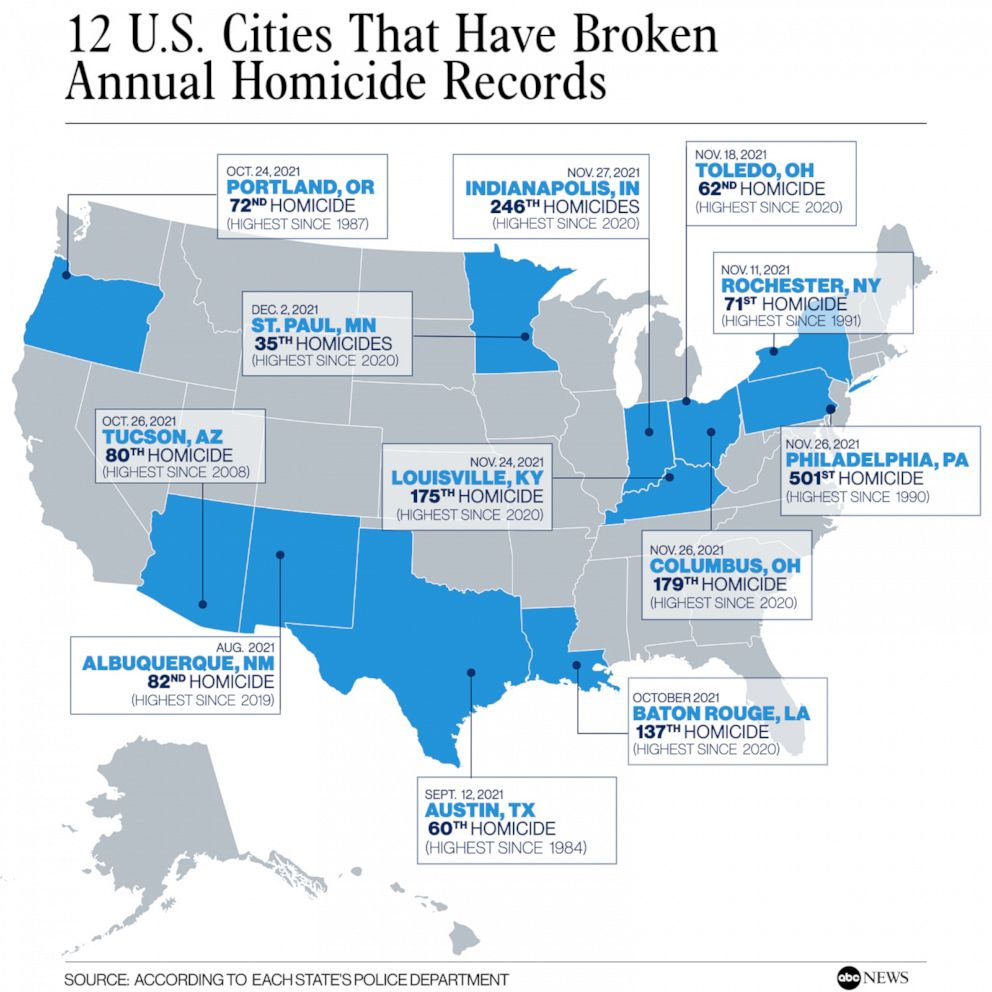 12 U.S. Cities That Have Broken
Annual Homicide Records
OCT. 24, 2021
PORTLAND, OR
72ND HOMICIDE
(HIGHEST SINCE 1987)
NOV. 27, 2021
INDIANAPOLIS, IN
246TH HOMICIDES
(HIGHEST SINCE 2020)
NOV. 18, 2021
TOLEDO, OH
62ND HOMICIDE
(HIGHEST SINCE 2020)
NOV. 11, 2021
ROCHESTER, NY
71ST HOMICIDE
(HIGHEST SINCE 1991)
DEC. 2, 2021
ST. PAUL, MN
35TH HOMICIDES
(HIGHEST SINCE 2020)
OCT. 26, 2021
TUCSON, AZ
80TH HOMICIDE
(HIGHEST SINCE 2008)
NOV. 24, 2021
LOUISVILLE, KY
175TH HOMICIDE
(HIGHEST SINCE 2020)
NOV. 26, 2021
PHILADELPHIA, PA
501ST HOMICIDE
(HIGHEST SINCE 1990)
NOV. 26, 2021
COLUMBUS, OH
179TH HOMICIDE
(HIGHEST SINCE 2020)
AUG. 2021
ALBUQUERQUE, NM
82ND HOMICIDE
(HIGHEST SINCE 2019)
OCTOBER 2021
BATON ROUGE, LA
137TH HOMICIDE
(HIGHEST SINCE 2020)
SEPT. 12, 2021
AUSTIN, TX
60TH HOMICIDE
(HIGHEST SINCE 1984)
SOURCE: ACCORDING TO EACH STATE'S POLICE DEPARTMENT
abc NEWS